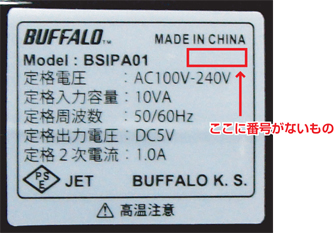 BUFFALO™ MADE IN CHINA
Model : BSIPA01
定格電圧 : AC100V-240V
ここに番号がないもの
定格入力容量 : 10VA
定格周波数 : 50/60Hz
定格出力電圧 : DC5V
定格2次電流 : 1.0A
PSE JET BUFFALO K. S.
⚠ 高温注意